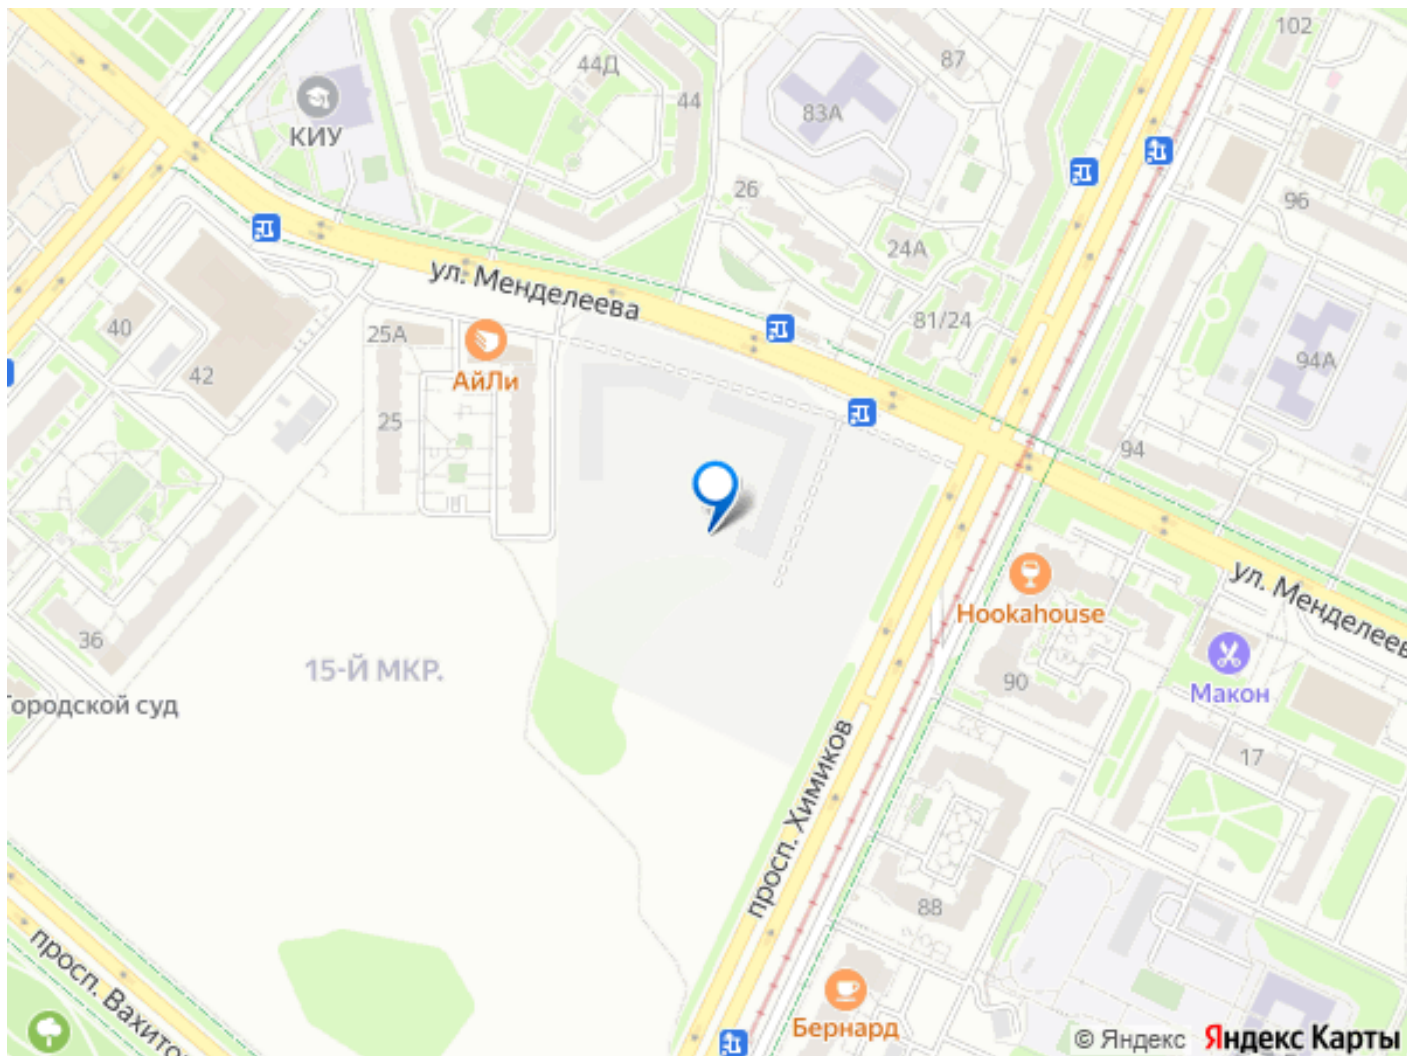 102
87
44Д
44
83А
КИУ
26
96
24А
ул. Менделеева
81/24
40
25А
АйЛи
94А
42
25
94
Hookahouse
ул. Менделеев
36
15-Й МКР.
90
Макон
Городской суд
17
просп. Химиков
88
просп. Вахитов
Бернард
© Яндекс Яндекс Карты